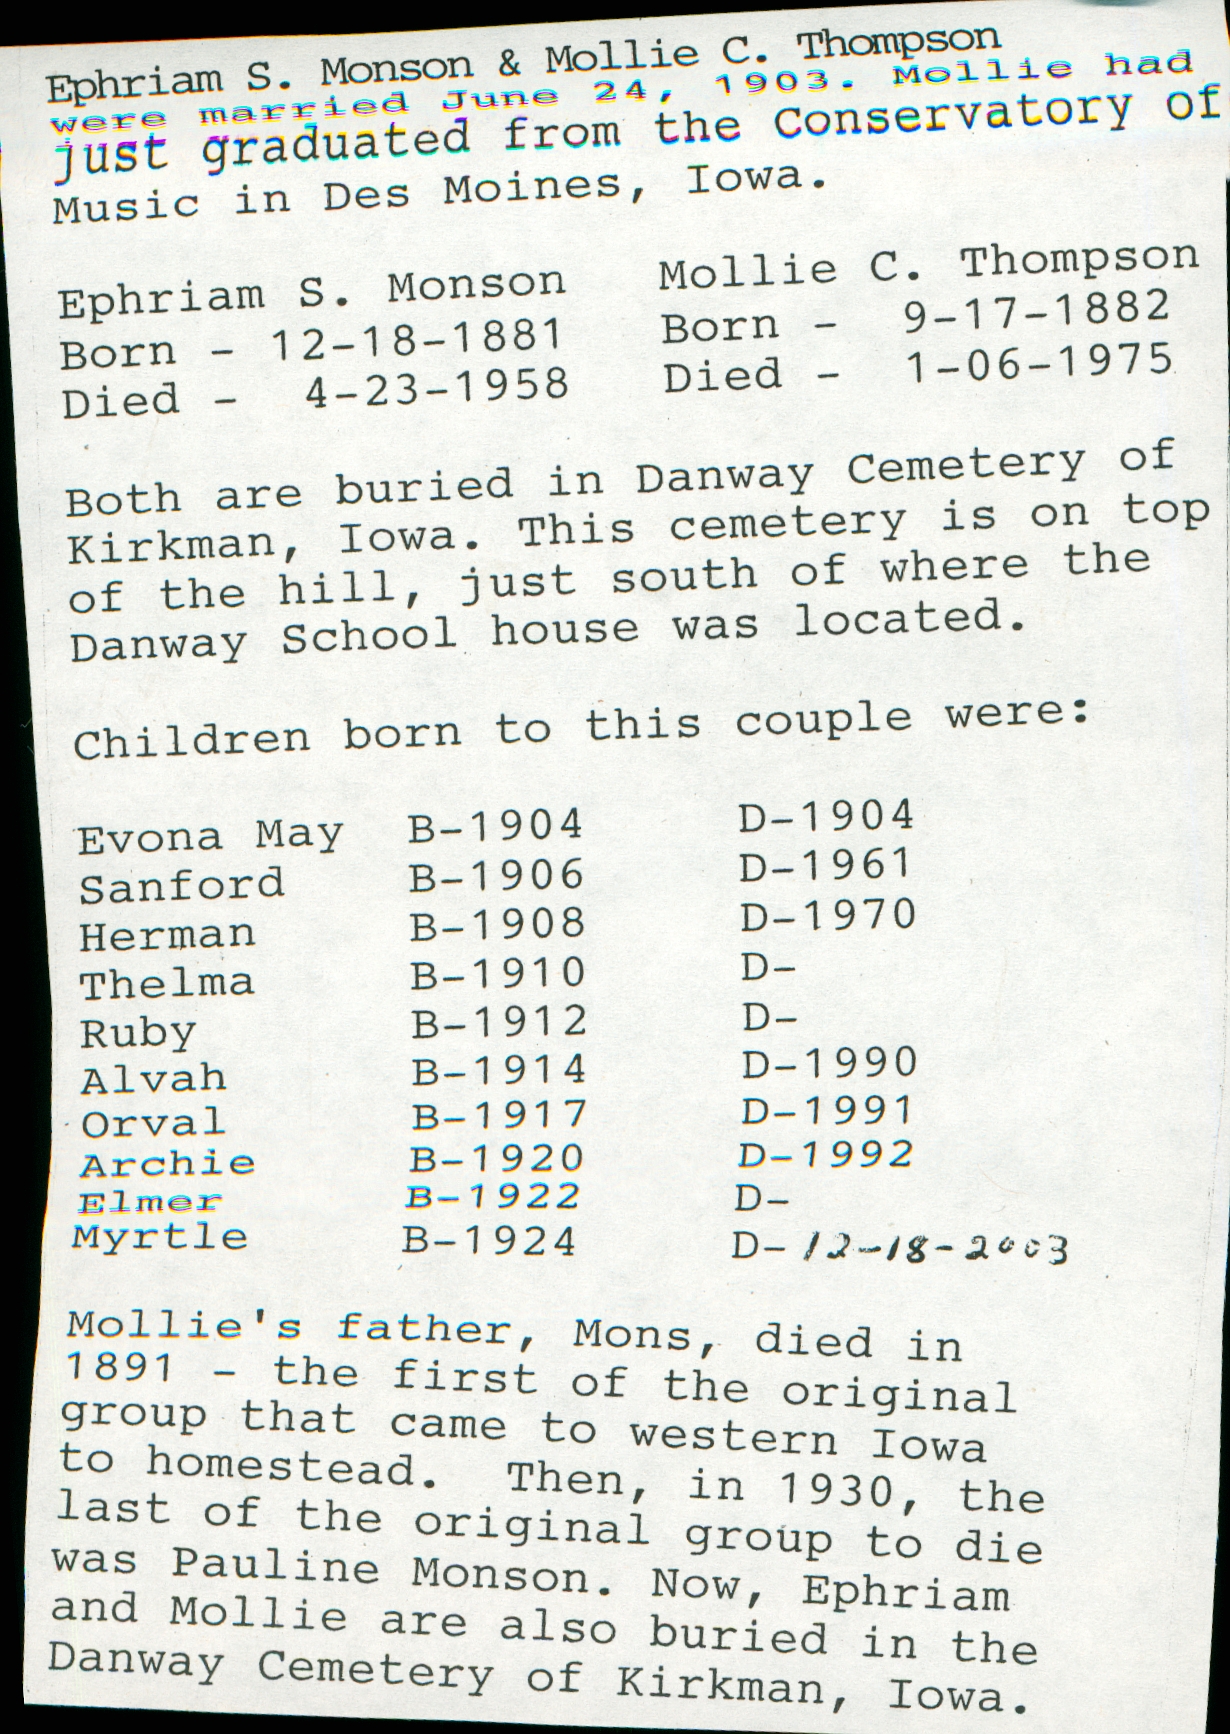 Ephriam S. Monson & Mollie C. Thompson
were married June 24, 1903. Mollie had
just graduated from the Conservatory of
Music in Des Moines, Iowa.
Ephriam S. Monson Mollie C. Thompson
Born - 12-18-1881 Born - 9-17-1882
Died - 4-23-1958 Died - 1-06-1975
Both are buried in Danway Cemetery of
Kirkman, Iowa. This cemetery is on top
of the hill, just south of where the
Danway School house was located.
Children born to this couple were:
Evona May B-1904 D-1904
Sanford B-1906 D-1961
Herman B-1908 D-1970
Thelma B-1910 D-
Ruby B-1912 D-
Alvah B-1914 D-1990
Orval B-1917 D-1991
Archie B-1920 D-1992
Elmer B-1922 D-
Myrtle B-1924 D-12-18-2003
Mollie's father, Mons, died in
1891 - the first of the original
group that came to western Iowa
to homestead. Then, in 1930, the
last of the original group to die
was Pauline Monson. Now, Ephriam
and Mollie are also buried in the
Danway Cemetery of Kirkman, Iowa.